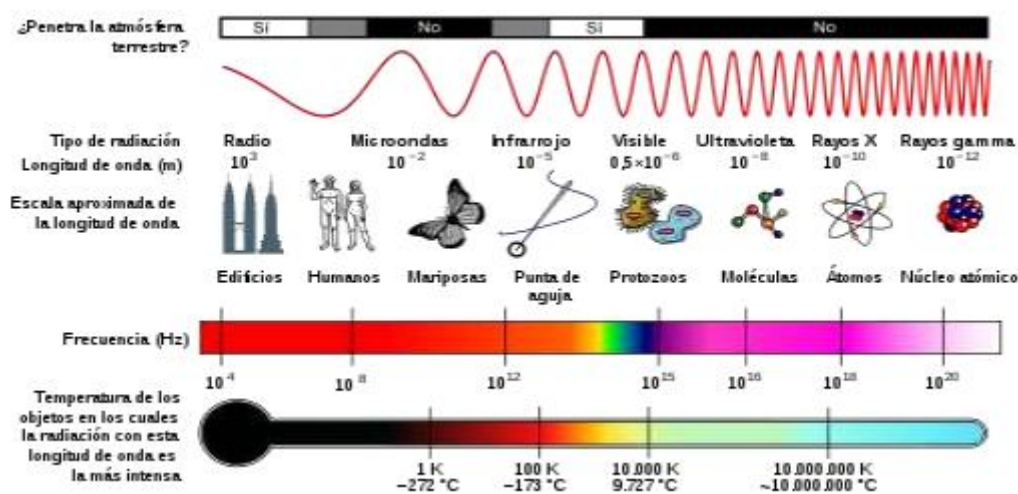 ¿Penetra la atmósfera
terrestre?
Sí No Sí No
Tipo de radiación Radio Microondas Infrarrojo Visible Ultravioleta Rayos X Rayos gamma
Longitud de onda (m) 10³ 10⁻² 10⁻⁵ 0,5×10⁻⁶ 10⁻⁸ 10⁻¹⁰ 10⁻¹²
Escala aproximada de
la longitud de onda
Edificios Humanos Mariposas Punta de aguja Protozoos Moléculas Átomos Núcleo atómico
Frecuencia (Hz)
10⁴ 10⁸ 10¹² 10¹⁵ 10¹⁶ 10¹⁸ 10²⁰
Temperatura de los
objetos en los cuales
la radiación con esta
longitud de onda es
la más intensa
1 K 100 K 10.000 K 10.000.000 K
−272 °C −173 °C 9.727 °C ~10.000.000 °C